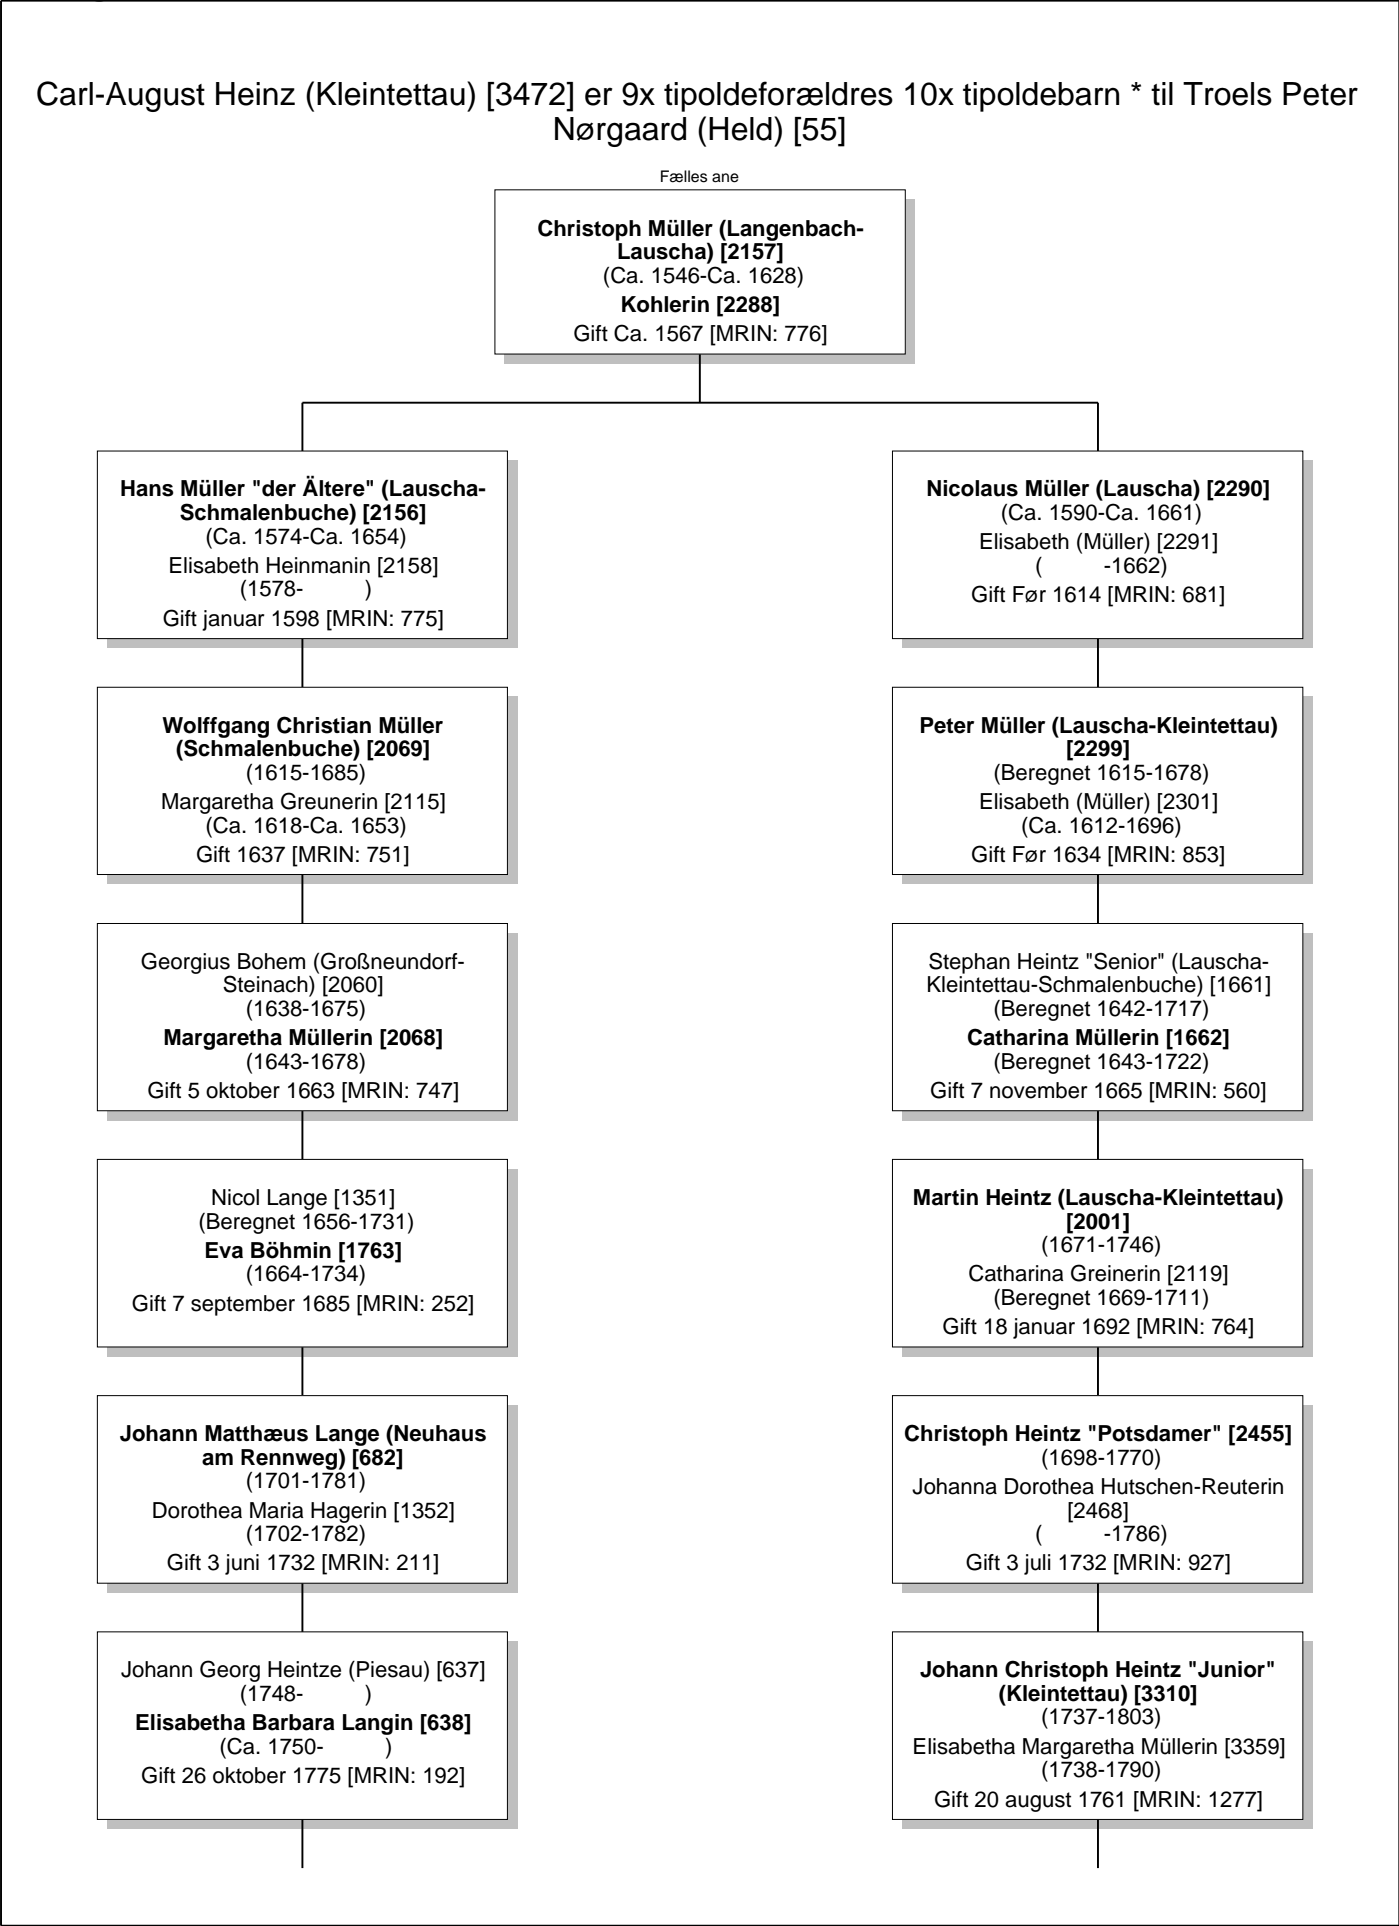 Carl-August Heinz (Kleintettau) [3472] er 9x tipoldeforældres 10x tipoldebarn * til Troels Peter
Nørgaard (Held) [55]
Fælles ane
Christoph Müller (Langenbach-
Lauscha) [2157]
(Ca. 1546-Ca. 1628)
Kohlerin [2288]
Gift Ca. 1567 [MRIN: 776]
Hans Müller "der Ältere" (Lauscha-
Schmalenbuche) [2156]
(Ca. 1574-Ca. 1654)
Elisabeth Heinmanin [2158]
(1578- )
Gift januar 1598 [MRIN: 775]
Nicolaus Müller (Lauscha) [2290]
(Ca. 1590-Ca. 1661)
Elisabeth (Müller) [2291]
( -1662)
Gift Før 1614 [MRIN: 681]
Wolffgang Christian Müller
(Schmalenbuche) [2069]
(1615-1685)
Margaretha Greunerin [2115]
(Ca. 1618-Ca. 1653)
Gift 1637 [MRIN: 751]
Peter Müller (Lauscha-Kleintettau)
[2299]
(Beregnet 1615-1678)
Elisabeth (Müller) [2301]
(Ca. 1612-1696)
Gift Før 1634 [MRIN: 853]
Georgius Bohem (Großneundorf-
Steinach) [2060]
(1638-1675)
Margaretha Müllerin [2068]
(1643-1678)
Gift 5 oktober 1663 [MRIN: 747]
Stephan Heintz "Senior" (Lauscha-
Kleintettau-Schmalenbuche) [1661]
(Beregnet 1642-1717)
Catharina Müllerin [1662]
(Beregnet 1643-1722)
Gift 7 november 1665 [MRIN: 560]
Nicol Lange [1351]
(Beregnet 1656-1731)
Eva Böhmin [1763]
(1664-1734)
Gift 7 september 1685 [MRIN: 252]
Martin Heintz (Lauscha-Kleintettau)
[2001]
(1671-1746)
Catharina Greinerin [2119]
(Beregnet 1669-1711)
Gift 18 januar 1692 [MRIN: 764]
Johann Matthæus Lange (Neuhaus
am Rennweg) [682]
(1701-1781)
Dorothea Maria Hagerin [1352]
(1702-1782)
Gift 3 juni 1732 [MRIN: 211]
Christoph Heintz "Potsdamer" [2455]
(1698-1770)
Johanna Dorothea Hutschen-Reuterin
[2468]
( -1786)
Gift 3 juli 1732 [MRIN: 927]
Johann Georg Heintze (Piesau) [637]
(1748- )
Elisabetha Barbara Langin [638]
(Ca. 1750- )
Gift 26 oktober 1775 [MRIN: 192]
Johann Christoph Heintz "Junior"
(Kleintettau) [3310]
(1737-1803)
Elisabetha Margaretha Müllerin [3359]
(1738-1790)
Gift 20 august 1761 [MRIN: 1277]